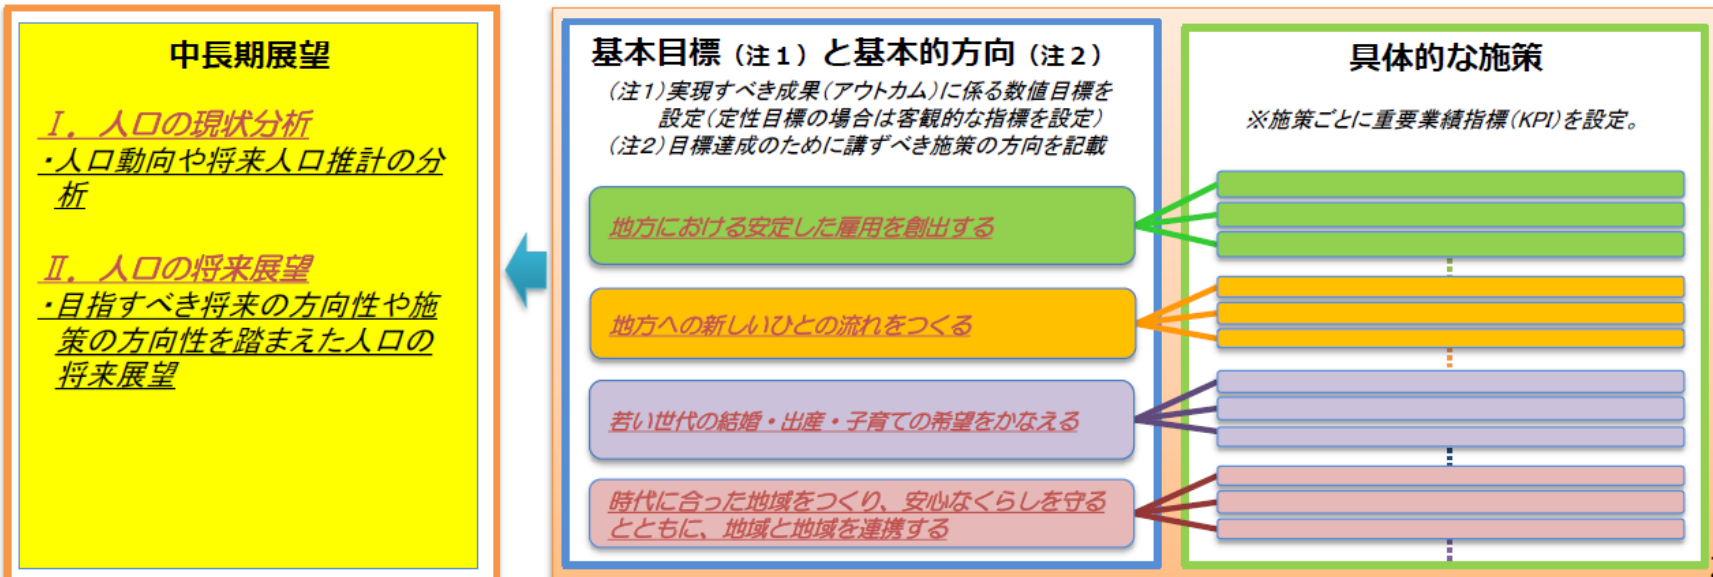 中長期展望
Ⅰ．人口の現状分析
・人口動向や将来人口推計の分
析
Ⅱ．人口の将来展望
・目指すべき将来の方向性や施
策の方向性を踏まえた人口の
将来展望
基本目標（注１）と基本的方向（注２）
（注1）実現すべき成果（アウトカム）に係る数値目標を
設定（定性目標の場合は客観的な指標を設定）
（注2）目標達成のために講ずべき施策の方向を記載
地方における安定した雇用を創出する
地方への新しいひとの流れをつくる
若い世代の結婚・出産・子育ての希望をかなえる
時代に合った地域をつくり、安心なくらしを守る
とともに、地域と地域を連携する
具体的な施策
※施策ごとに重要業績指標（KPI）を設定。